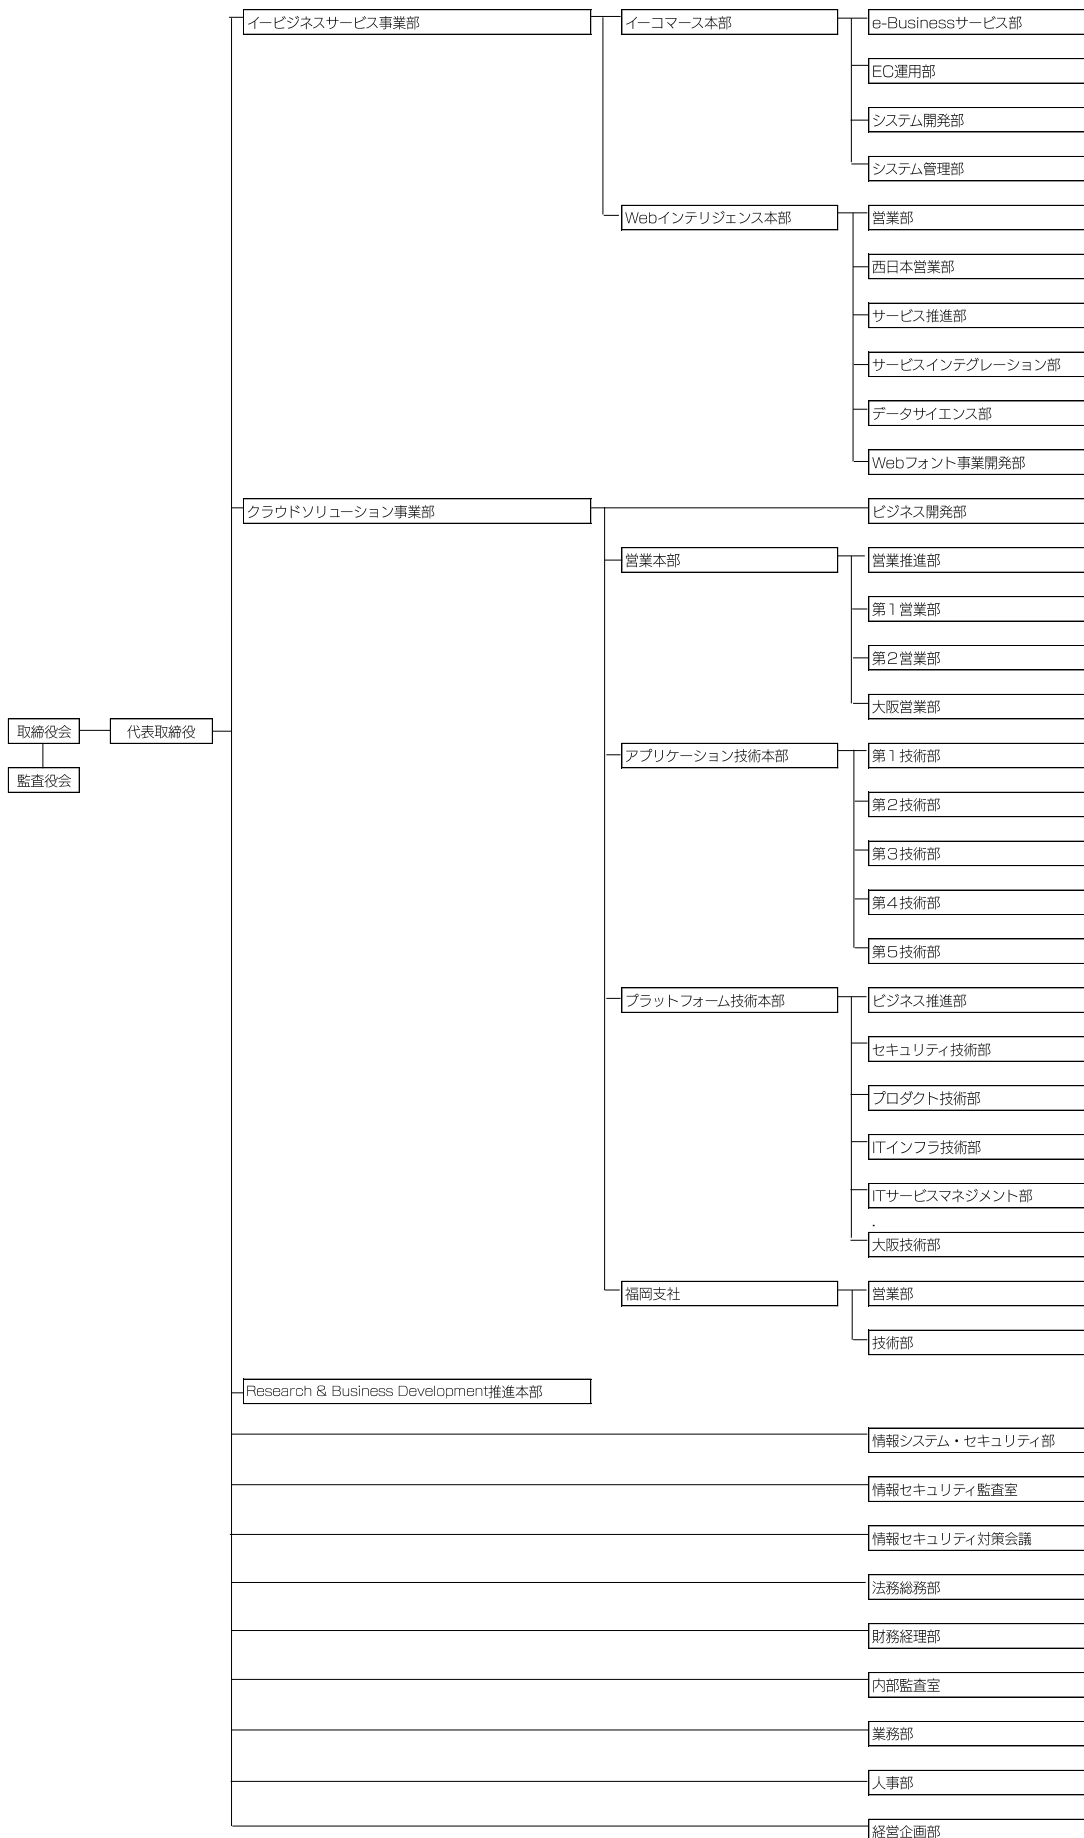 イービジネスサービス事業部
イーコマース本部
e-Businessサービス部
EC運用部
システム開発部
システム管理部
Webインテリジェンス本部
営業部
西日本営業部
サービス推進部
サービスインテグレーション部
データサイエンス部
Webフォント事業開発部
クラウドソリューション事業部
ビジネス開発部
営業本部
営業推進部
第1営業部
第2営業部
大阪営業部
取締役会
代表取締役
監査役会
アプリケーション技術本部
第1技術部
第2技術部
第3技術部
第4技術部
第5技術部
プラットフォーム技術本部
ビジネス推進部
セキュリティ技術部
プロダクト技術部
ITインフラ技術部
ITサービスマネジメント部
.
大阪技術部
福岡支社
営業部
技術部
Research & Business Development推進本部
情報システム・セキュリティ部
情報セキュリティ監査室
情報セキュリティ対策会議
法務総務部
財務経理部
内部監査室
業務部
人事部
経営企画部